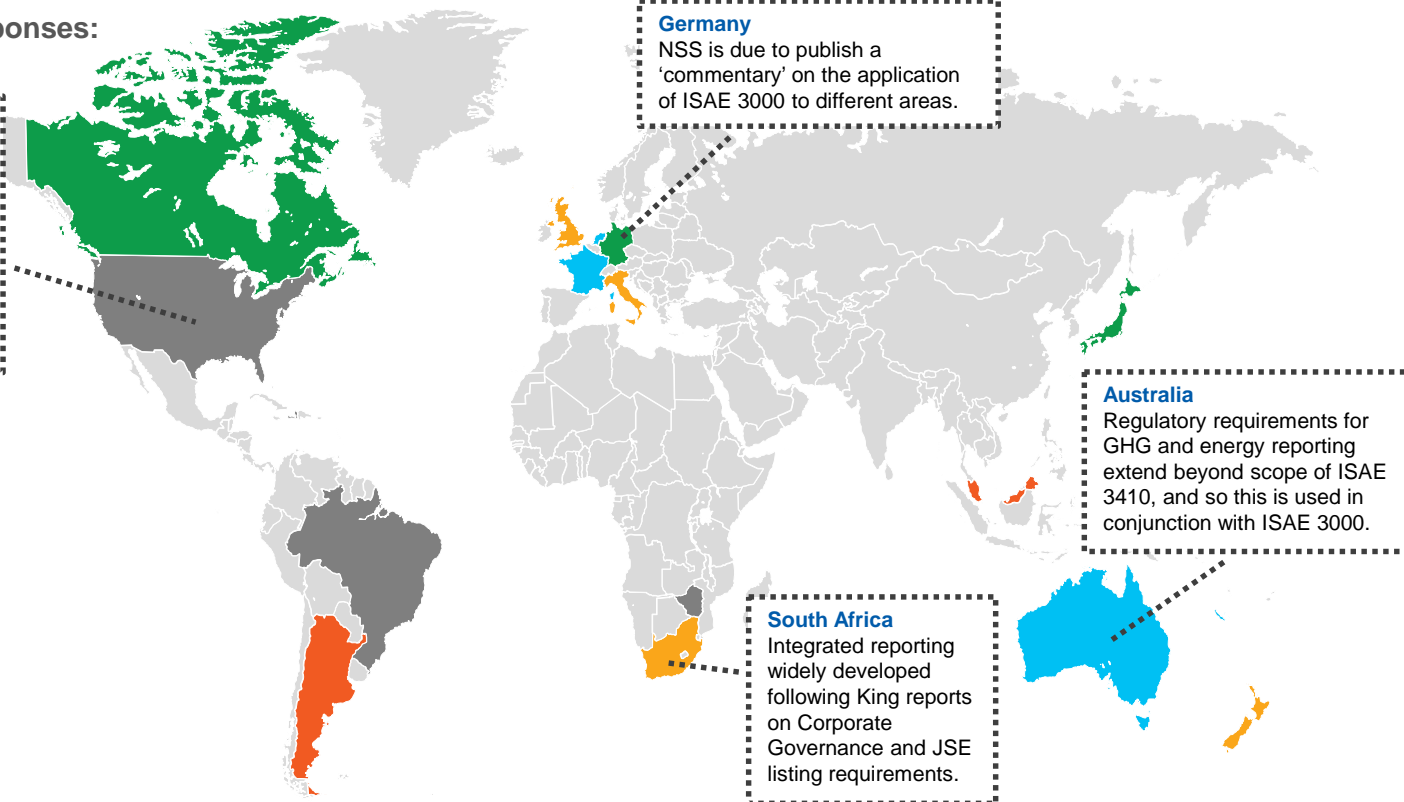 Germany
NSS is due to publish a
‘commentary’ on the application
of ISAE 3000 to different areas.
Australia
Regulatory requirements for
GHG and energy reporting
extend beyond scope of ISAE
3410, and so this is used in
conjunction with ISAE 3000.
South Africa
Integrated reporting
widely developed
following King reports
on Corporate
Governance and JSE
listing requirements.